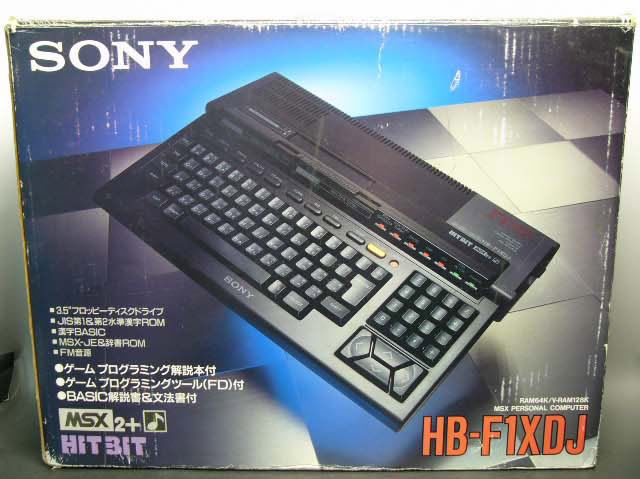 SONY
HITBIT
SONY
■3.5"フロッピーディスクドライブ
■JIS第1&第2水準漢字ROM
■漢字BASIC
■MSX-JE&辞書ROM
■FM音源
●ゲームプログラミング解説本付
●ゲームプログラミングツール(FD)付
●BASIC解説書&文法書付
MSX 2+
HITBIT
RAM64K/V-RAM128K
MSX PERSONAL COMPUTER
HB-F1XDJ